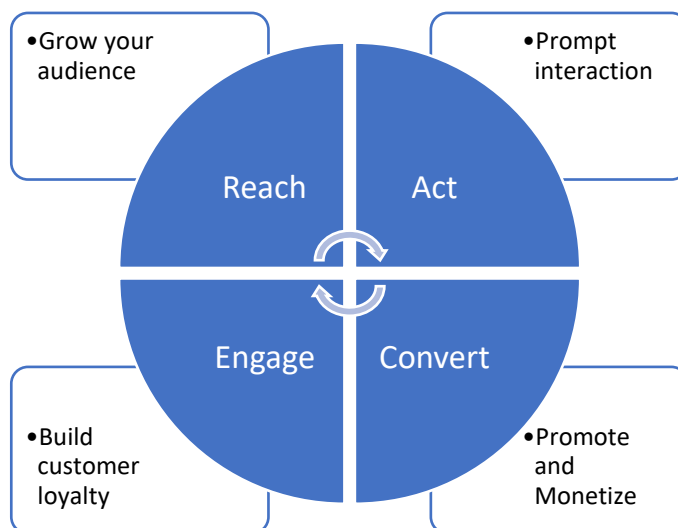 •Grow your
audience
•Prompt
interaction
Reach
Act
Engage
Convert
•Build
customer
loyalty
•Promote
and
Monetize